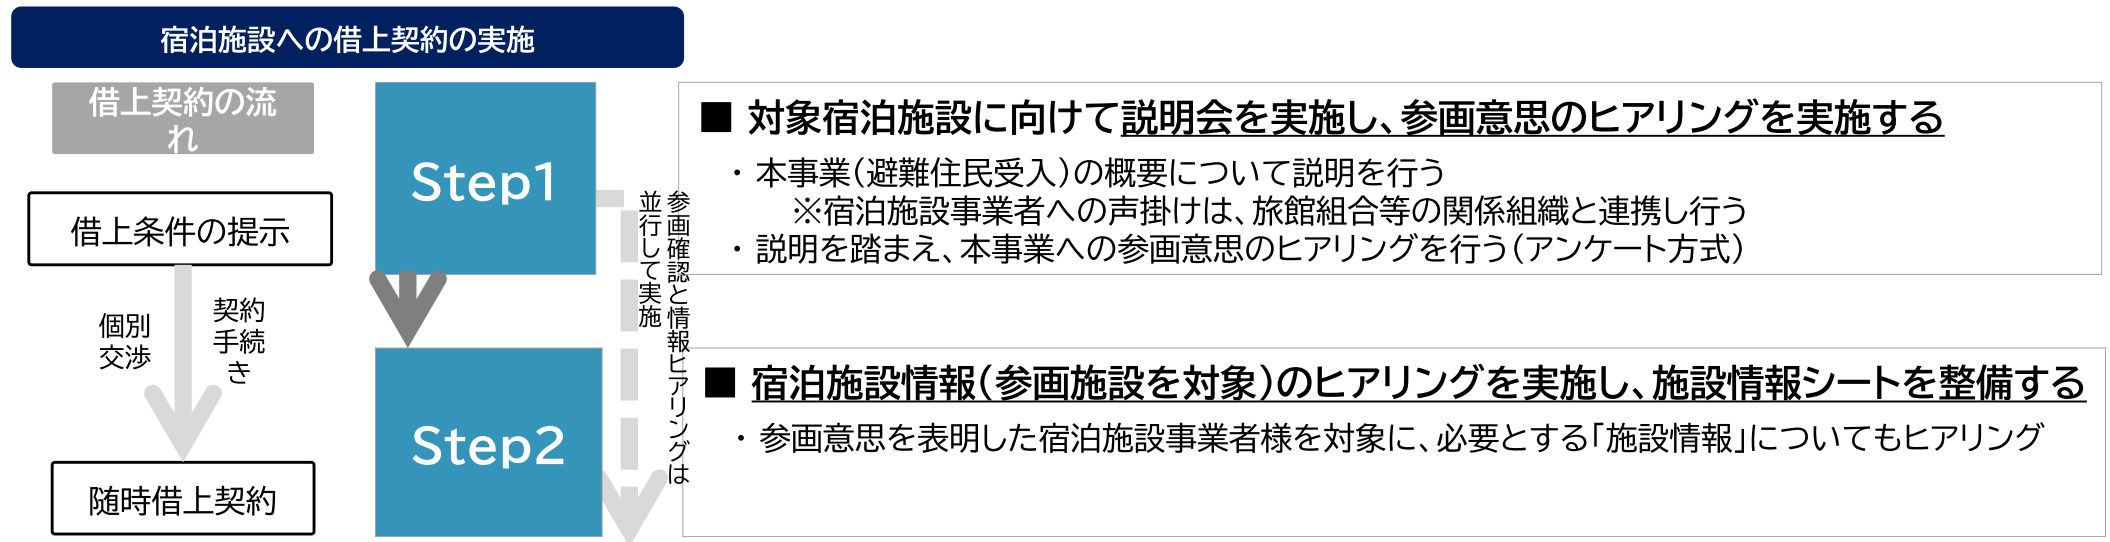 宿泊施設への借上契約の実施
借上契約の流
れ
借上条件の提示
個別
交渉
契約
手続
き
随時借上契約
Step1
■ 対象宿泊施設に向けて説明会を実施し、参画意思のヒアリングを実施する
・ 本事業(避難住民受入)の概要について説明を行う
※宿泊施設事業者への声掛けは、旅館組合等の関係組織と連携し行う
・ 説明を踏まえ、本事業への参画意思のヒアリングを行う(アンケート方式)
参画確認と情報ヒアリングは
並行して実施
Step2
■ 宿泊施設情報(参画施設を対象)のヒアリングを実施し、施設情報シートを整備する
・ 参画意思を表明した宿泊施設事業者様を対象に、必要とする「施設情報」についてもヒアリング